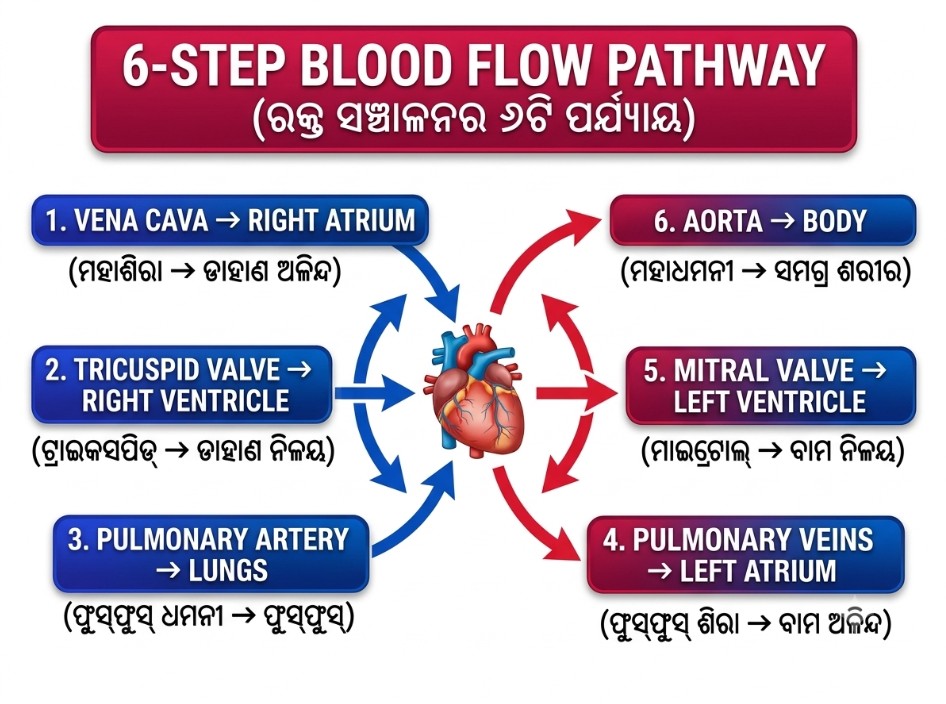 6-STEP BLOOD FLOW PATHWAY
(ରକ୍ତ ସଞ୍ଚାଳନର ୬ଟି ପର୍ଯ୍ୟାୟ)
1. VENA CAVA → RIGHT ATRIUM
(ମହାଶିରା → ଡାହାଣ ଅଳିନ୍ଦ)
2. TRICUSPID VALVE →
RIGHT VENTRICLE
(ଟ୍ରାଇକସପିଡ୍ → ଡାହାଣ ନିଳୟ)
3. PULMONARY ARTERY
→ LUNGS
(ଫୁସ୍‌ଫୁସ୍ ଧମନୀ → ଫୁସ୍‌ଫୁସ୍)
4. PULMONARY VEINS
→ LEFT ATRIUM
(ଫୁସ୍‌ଫୁସ୍ ଶିରା → ବାମ ଅଳିନ୍ଦ)
5. MITRAL VALVE →
LEFT VENTRICLE
(ମାଇଟ୍ରୋଲ୍ → ବାମ ନିଳୟ)
6. AORTA → BODY
(ମହାଧମନୀ → ସମଗ୍ର ଶରୀର)